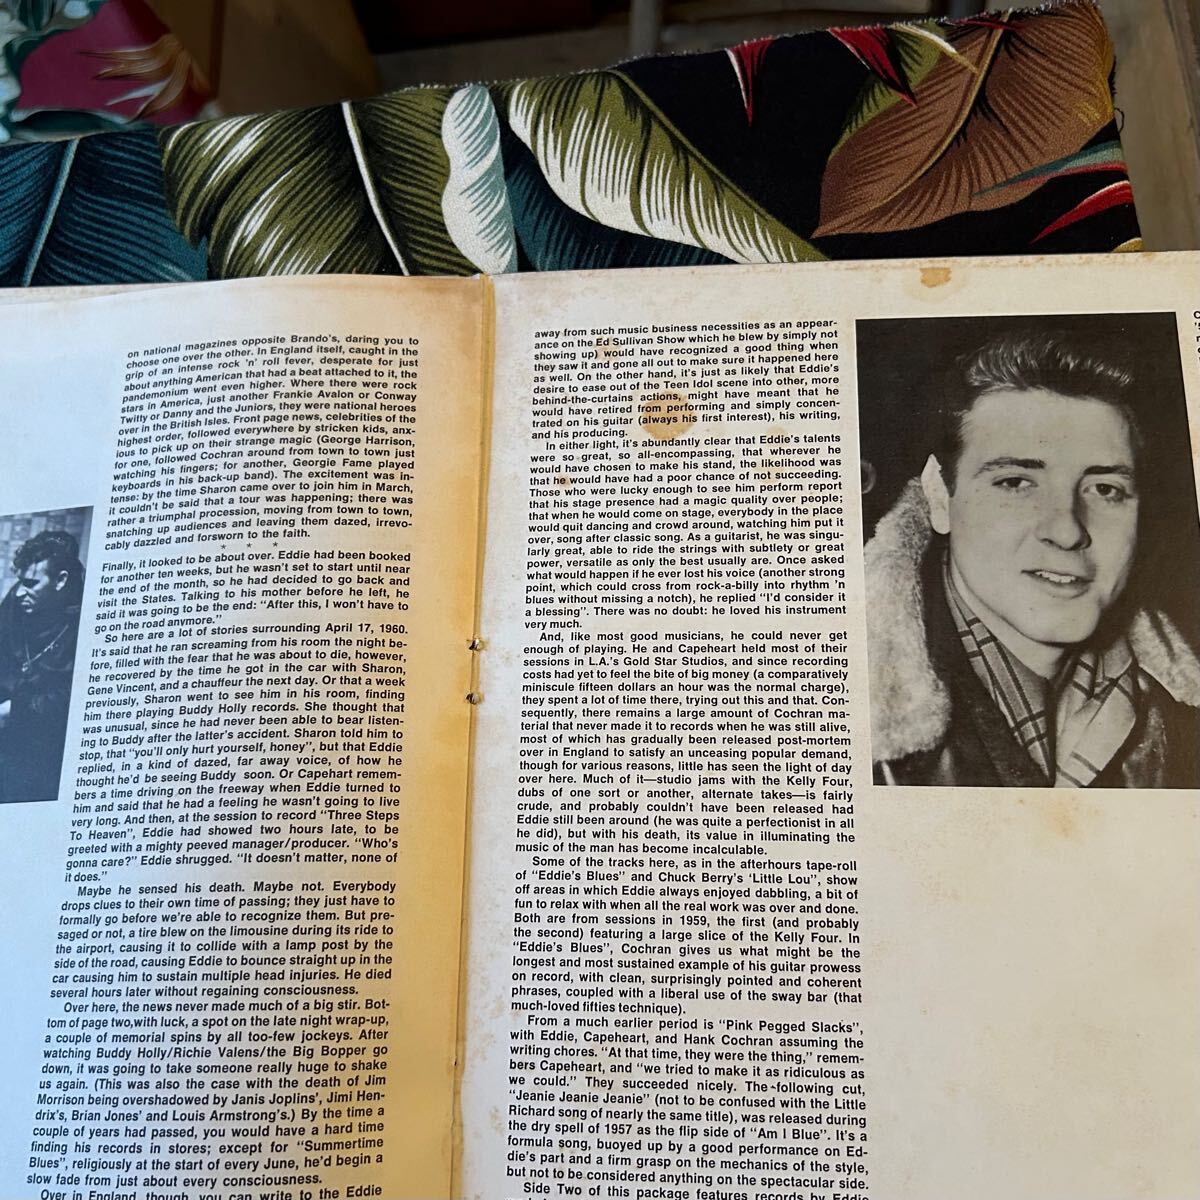 on national magazines opposite Brando's, daring you to
choose one over the other. In England itself, caught in the
grip of an intense rock 'n' roll fever, desperate for just
about anything American that had a beat attached to it, the
pandemonium went even higher. Where there were rock
stars in America, just another Frankie Avalon or Conway
Twitty or Danny and the Juniors, they were national heroes
over in the British Isles. Front page news, celebrities of the
highest order, followed everywhere by stricken kids, anx-
ious to pick up on their strange magic (George Harrison,
for one, followed Cochran around from town to town just
watching his fingers; for another, Georgie Fame played
keyboards in his back-up band). The excitement was in-
tense: by the time Sharon came over to join him in March,
it couldn't be said that a tour was happening; there was
rather a triumphal procession, moving from town to town,
snatching up audiences and leaving them dazed, irrevo-
cably dazzled and forsworn to the faith.
* * *
Finally, it looked to be about over. Eddie had been booked
for another ten weeks, but he wasn't set to start until near
the end of the month, so he had decided to go back and
visit the States. Talking to his mother before he left, he
said it was going to be the end: "After this, I won't have to
go on the road anymore."
So here are a lot of stories surrounding April 17, 1960.
It's said that he ran screaming from his room the night be-
fore, filled with the fear that he was about to die, however,
he recovered by the time he got in the car with Sharon,
Gene Vincent, and a chauffeur the next day. Or that a week
previously, Sharon went to see him in his room, finding
him there playing Buddy Holly records. She thought that
was unusual, since he had never been able to bear listen-
ing to Buddy after the latter's accident. Sharon told him to
stop, that "you'll only hurt yourself, honey", but that Eddie
replied, in a kind of dazed, far away voice, of how he
thought he'd be seeing Buddy soon. Or Capehart remem-
bers a time driving on the freeway when Eddie turned to
him and said that he had a feeling he wasn't going to live
very long. And then, at the session to record "Three Steps
To Heaven", Eddie had showed two hours late, to be
greeted with a mighty peeved manager/producer. "Who's
gonna care?" Eddie shrugged. "It doesn't matter, none of
it does."
Maybe he sensed his death. Maybe not. Everybody
drops clues to their own time of passing; they just have to
formally go before we're able to recognize them. But pre-
saged or not, a tire blew on the limousine during its ride to
the airport, causing it to collide with a lamp post by the
side of the road, causing Eddie to bounce straight up in the
car causing him to sustain multiple head injuries. He died
several hours later without regaining consciousness.
Over here, the news never made much of a big stir. Bot-
tom of page two,with luck, a spot on the late night wrap-up,
a couple of memorial spins by all too-few jockeys. After
watching Buddy Holly/Richie Valens/the Big Bopper go
down, it was going to take someone really huge to shake
us again. (This was also the case with the death of Jim
Morrison being overshadowed by Janis Joplins', Jimi Hen-
drix's, Brian Jones' and Louis Armstrong's.) By the time a
couple of years had passed, you would have a hard time
finding his records in stores; except for "Summertime
Blues", religiously at the start of every June, he'd begin a
slow fade from just about every consciousness.
Over in England, though, you can write to the Eddie
away from such music business necessities as an appear-
ance on the Ed Sullivan Show which he blew by simply not
showing up) would have recognized a good thing when
they saw it and gone all out to make sure it happened here
as well. On the other hand, it's just as likely that Eddie's
desire to ease out of the Teen Idol scene into other, more
behind-the-curtains actions, might have meant that he
would have retired from performing and simply concen-
trated on his guitar (always his first interest), his writing,
and his producing.
In either light, it's abundantly clear that Eddie's talents
were so great, so all-encompassing, that wherever he
would have chosen to make his stand, the likelihood was
that he would have had a poor chance of not succeeding.
Those who were lucky enough to see him perform report
that his stage presence had a magic quality over people;
that when he would come on stage, everybody in the place
would quit dancing and crowd around, watching him put it
over, song after classic song. As a guitarist, he was singu-
larly great, able to ride the strings with subtlety or great
power, versatile as only the best usually are. Once asked
what would happen if he ever lost his voice (another strong
point, which could cross from rock-a-billy into rhythm 'n
blues without missing a notch), he replied "I'd consider it
a blessing". There was no doubt: he loved his instrument
very much.
And, like most good musicians, he could never get
enough of playing. He and Capeheart held most of their
sessions in L.A.'s Gold Star Studios, and since recording
costs had yet to feel the bite of big money (a comparatively
miniscule fifteen dollars an hour was the normal charge),
they spent a lot of time there, trying out this and that. Con-
sequently, there remains a large amount of Cochran ma-
terial that never made it to records when he was still alive,
most of which has gradually been released post-mortem
over in England to satisfy an unceasing popular demand,
though for various reasons, little has seen the light of day
over here. Much of it—studio jams with the Kelly Four,
dubs of one sort or another, alternate takes—is fairly
crude, and probably couldn't have been released had
Eddie still been around (he was quite a perfectionist in all
he did), but with his death, its value in illuminating the
music of the man has become incalculable.
Some of the tracks here, as in the afterhours tape-roll
of "Eddie's Blues" and Chuck Berry's 'Little Lou", show
off areas in which Eddie always enjoyed dabbling, a bit of
fun to relax with when all the real work was over and done.
Both are from sessions in 1959, the first (and probably
the second) featuring a large slice of the Kelly Four. In
"Eddie's Blues", Cochran gives us what might be the
longest and most sustained example of his guitar prowess
on record, with clean, surprisingly pointed and coherent
phrases, coupled with a liberal use of the sway bar (that
much-loved fifties technique).
From a much earlier period is "Pink Pegged Slacks",
with Eddie, Capeheart, and Hank Cochran assuming the
writing chores. "At that time, they were the thing," remem-
bers Capeheart, and "we tried to make it as ridiculous as
we could." They succeeded nicely. The following cut,
"Jeanie Jeanie Jeanie" (not to be confused with the Little
Richard song of nearly the same title), was released during
the dry spell of 1957 as the flip side of "Am I Blue". It's a
formula song, buoyed up by a good performance on Ed-
die's part and a firm grasp on the mechanics of the style,
but not to be considered anything on the spectacular side.
Side Two of this package features records by Eddie